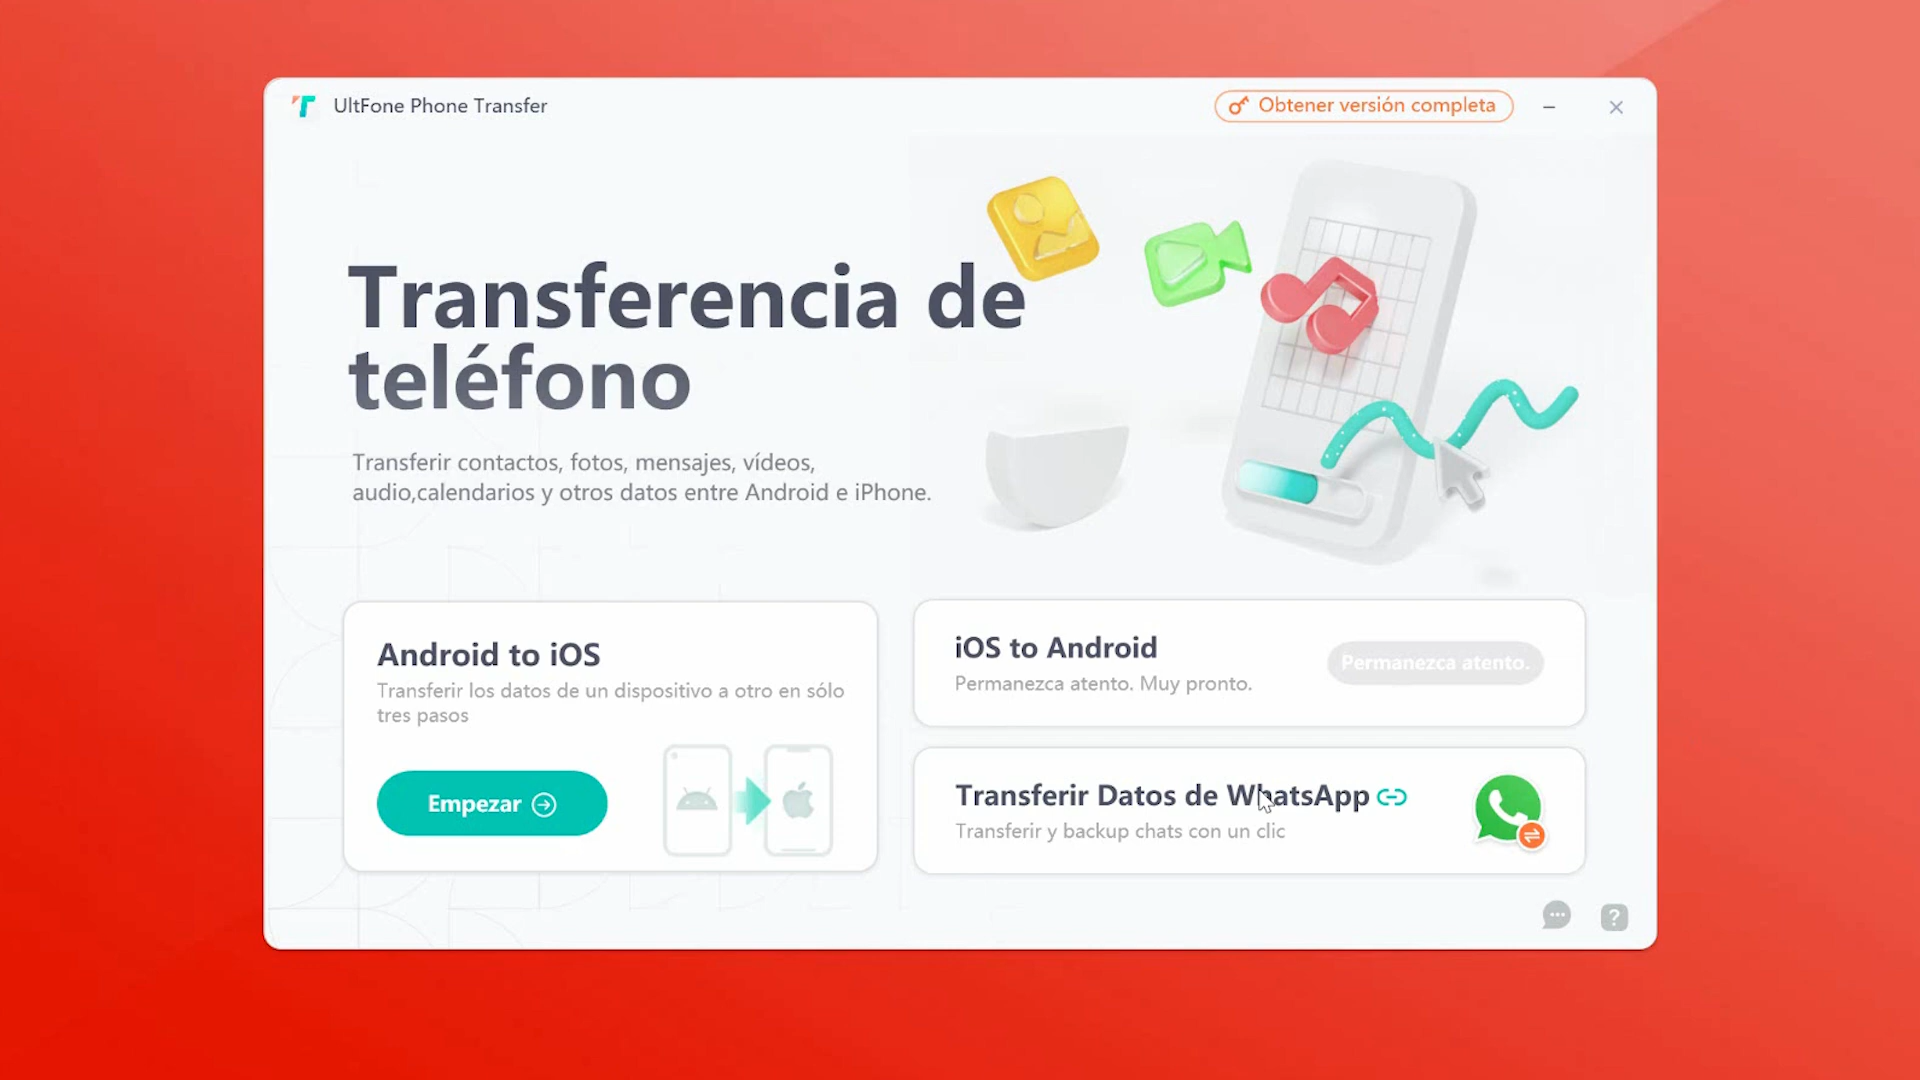 UltFone Phone Transfer
Obtener versión completa
Transferencia de
teléfono
Transferir contactos, fotos, mensajes, vídeos,
audio,calendarios y otros datos entre Android e iPhone.
Android to iOS
Transferir los datos de un dispositivo a otro en sólo
tres pasos
Empezar
iOS to Android
Permanezca atento. Muy pronto.
Permanezca atento.
Transferir Datos de WhatsApp
Transferir y backup chats con un clic